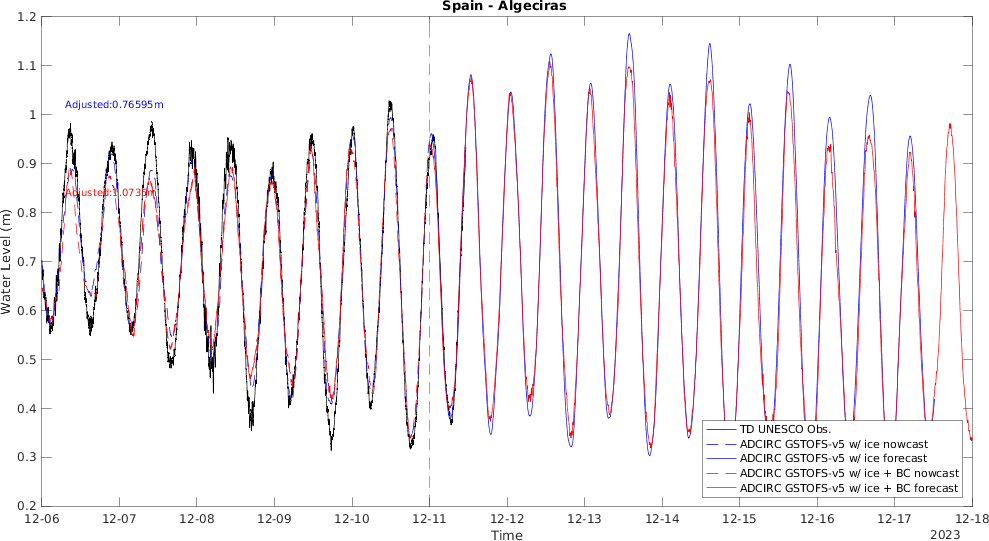 Spain - Algeciras
1.2
1.1
1
0.9
0.8
0.7
0.6
0.5
0.4
0.3
0.2
Water Level (m)
Adjusted:0.76595m
Adjusted:1.0735m
TD UNESCO Obs.
ADCIRC GSTOFS-v5 w/ ice nowcast
ADCIRC GSTOFS-v5 w/ ice forecast
ADCIRC GSTOFS-v5 w/ ice + BC nowcast
ADCIRC GSTOFS-v5 w/ ice + BC forecast
12-06 12-07 12-08 12-09 12-10 12-11 12-12 12-13 12-14 12-15 12-16 12-17 12-18
Time
2023